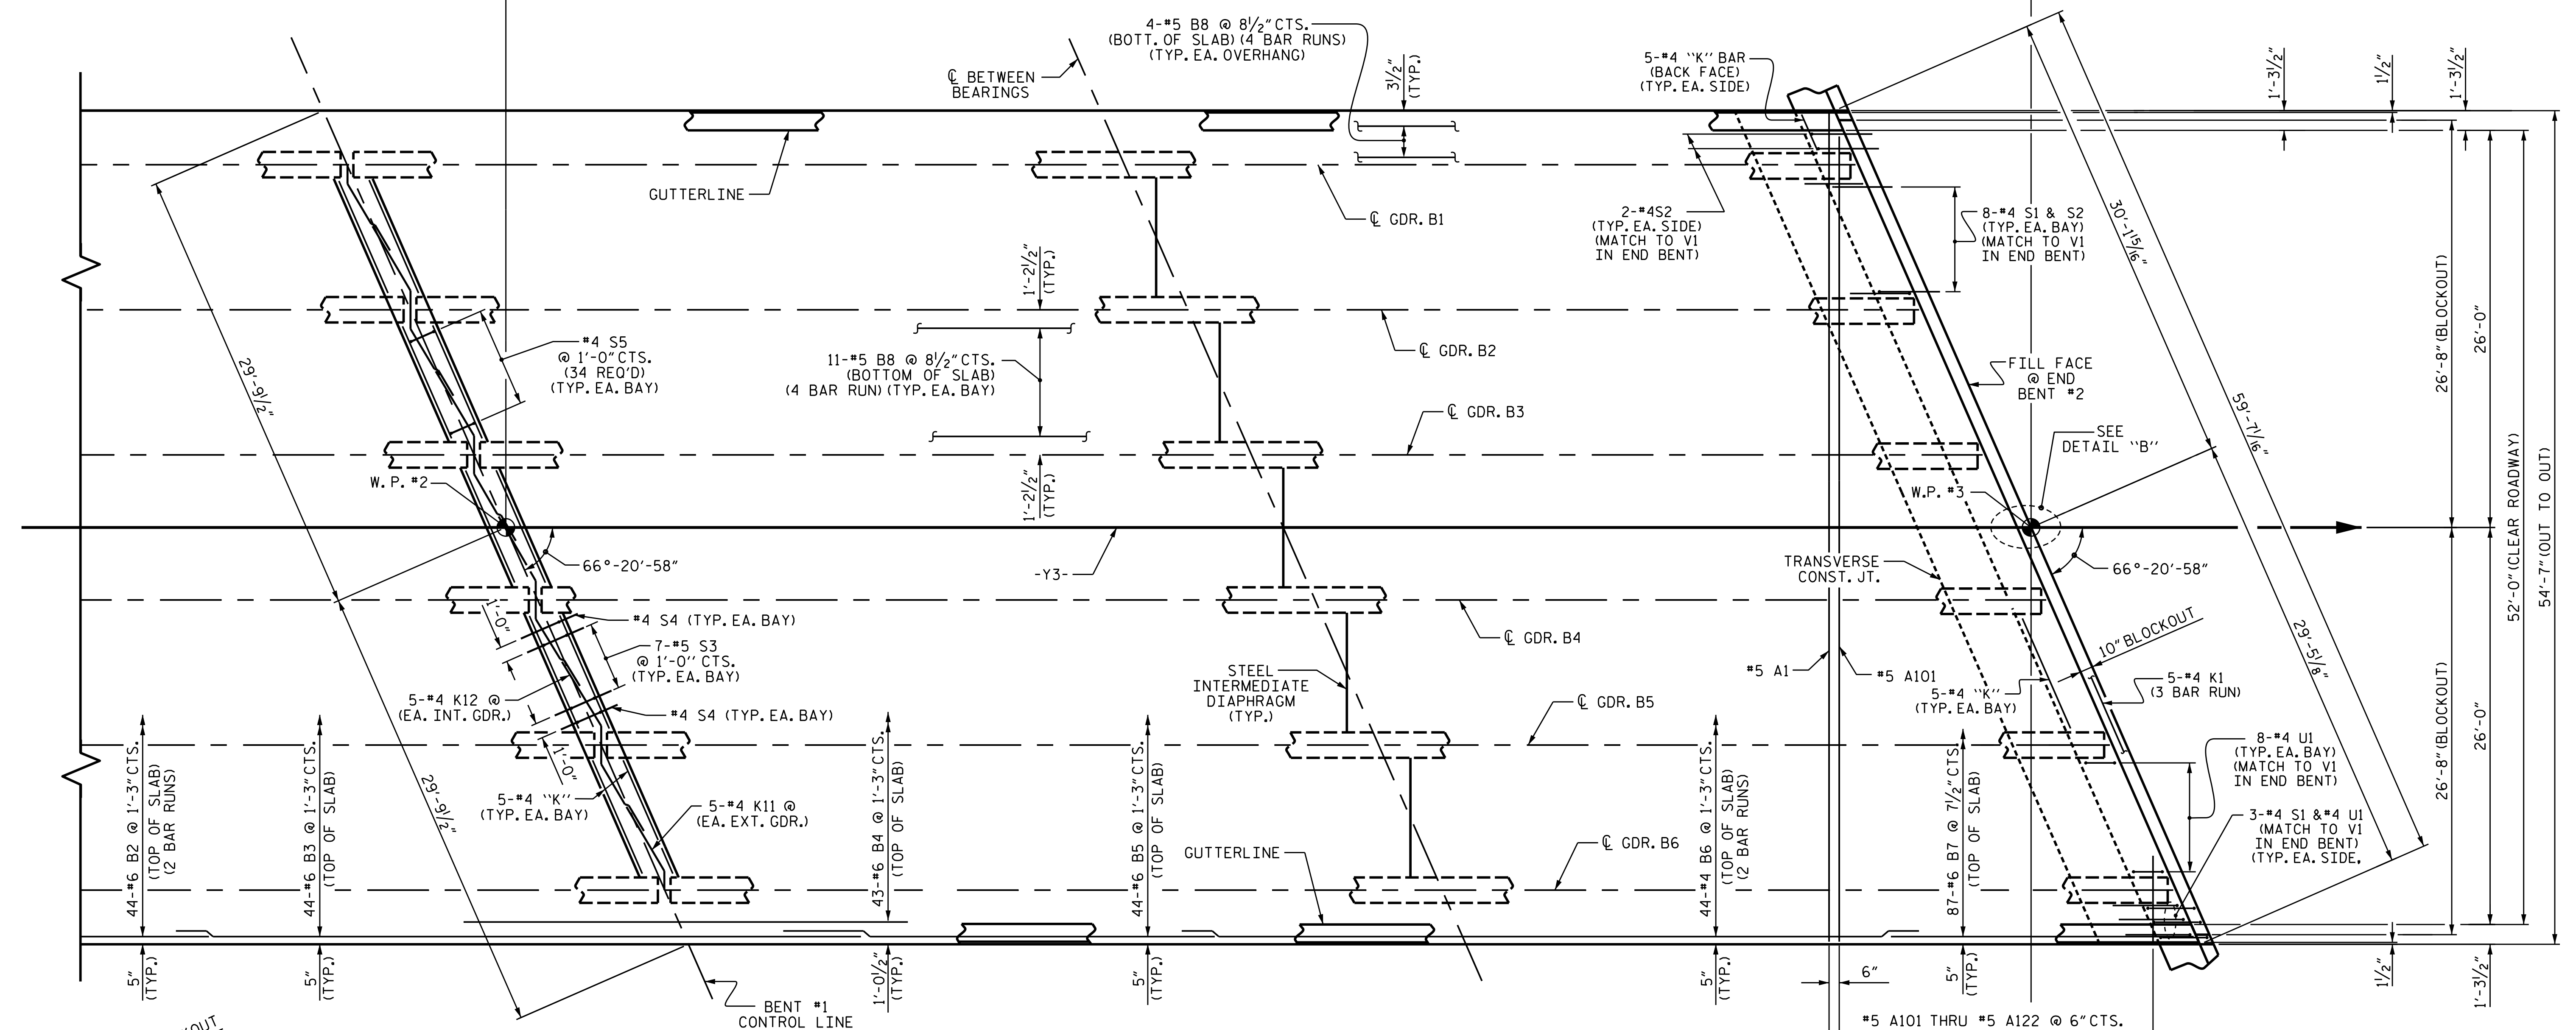 4-#5 B8 @ 8½" CTS.
(BOTT. OF SLAB) (4 BAR RUNS)
(TYP. EA. OVERHANG)
℄ BETWEEN
BEARINGS
3½"
(TYP.)
5-#4 "K" BAR
(BACK FACE)
(TYP. EA. SIDE)
1'-3½"
1½"
1'-3½"
GUTTERLINE
℄ GDR. B1
2-#4S2
(TYP. EA. SIDE)
(MATCH TO V1
IN END BENT)
8-#4 S1 & S2
(TYP. EA. BAY)
(MATCH TO V1
IN END BENT)
30'-1 15/16"
1'-2½"
(TYP.)
#4 S5
@ 1'-0" CTS.
(34 REQ'D)
(TYP. EA. BAY)
29'-9½"
11-#5 B8 @ 8½" CTS.
(BOTTOM OF SLAB)
(4 BAR RUN) (TYP. EA. BAY)
℄ GDR. B2
℄ GDR. B3
FILL FACE
@ END
BENT #2
59'-7 1/16"
26'-8" (BLOCKOUT)
26'-0"
SEE
DETAIL "B"
52'-0" (CLEAR ROADWAY)
54'-7" (OUT TO OUT)
W.P. #2
1'-2½"
(TYP.)
W.P. #3
-Y3-
66°-20'-58"
66°-20'-58"
TRANSVERSE
CONST. JT.
1'-0"
#4 S4 (TYP. EA. BAY)
7-#5 S3
@ 1'-0" CTS.
(TYP. EA. BAY)
℄ GDR. B4
10" BLOCKOUT
29'-5 1/8"
STEEL
INTERMEDIATE
DIAPHRAGM
(TYP.)
#5 A1
#5 A101
5-#4 "K"
(TYP. EA. BAY)
5-#4 K1
(3 BAR RUN)
5-#4 K12 @
(EA. INT. GDR.)
#4 S4 (TYP. EA. BAY)
℄ GDR. B5
26'-8" (BLOCKOUT)
26'-0"
1'-0"
8-#4 U1
(TYP. EA. BAY)
(MATCH TO V1
IN END BENT)
29'-9½"
5-#4 "K"
(TYP. EA. BAY)
5-#4 K11 @
(EA. EXT. GDR.)
3-#4 S1 &#4 U1
(MATCH TO V1
IN END BENT)
(TYP. EA. SIDE.
GUTTERLINE
℄ GDR. B6
44-#6 B2 @ 1'-3" CTS.
(TOP OF SLAB)
(2 BAR RUNS)
44-#6 B3 @ 1'-3" CTS.
(TOP OF SLAB)
43-#6 B4 @ 1'-3" CTS.
(TOP OF SLAB)
44-#6 B5 @ 1'-3" CTS.
(TOP OF SLAB)
44-#4 B6 @ 1'-3" CTS.
(TOP OF SLAB)
(2 BAR RUNS)
87-#6 B7 @ 7½" CTS.
(TOP OF SLAB)
5"
(TYP.)
5"
(TYP.)
1'-0½"
(TYP.)
5"
(TYP.)
5"
(TYP.)
6"
5"
(TYP.)
1½"
1'-3½"
BENT #1
CONTROL LINE
#5 A101 THRU #5 A122 @ 6" CTS.